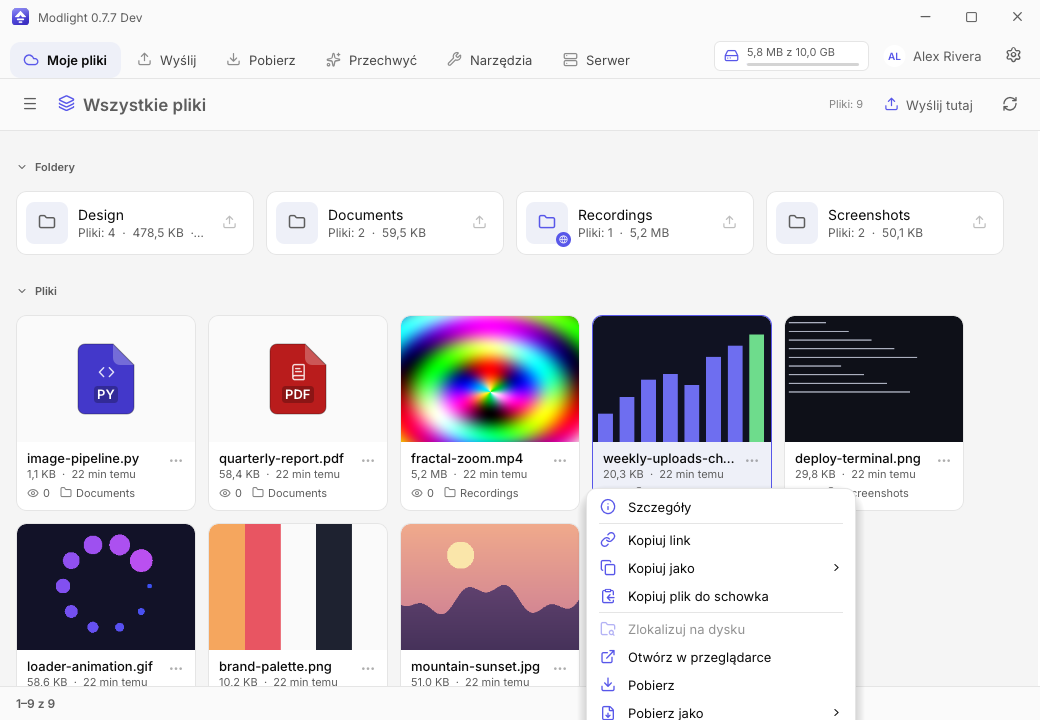 Modlight 0.7.7 Dev
Moje pliki
Wyślij
Pobierz
Przechwyć
Narzędzia
Serwer
5,8 MB z 10,0 GB
AL
Alex Rivera
Wszystkie pliki
Pliki: 9
Wyślij tutaj
Foldery
Design
Pliki: 4 · 478,5 KB ·...
Documents
Pliki: 2 · 59,5 KB
Recordings
Pliki: 1 · 5,2 MB
Screenshots
Pliki: 2 · 50,1 KB
Pliki
PY
image-pipeline.py
1,1 KB · 22 min temu
0 Documents
PDF
quarterly-report.pdf
58,4 KB · 22 min temu
0 Documents
fractal-zoom.mp4
5,2 MB · 22 min temu
0 Recordings
weekly-uploads-ch...
20,3 KB · 22 min temu
deploy-terminal.png
29,8 KB · 22 min temu
creenshots
loader-animation.gif
58,6 KB · 22 min temu
brand-palette.png
10,2 KB · 22 min temu
mountain-sunset.jpg
51,0 KB · 22 min temu
Szczegóły
Kopiuj link
Kopiuj jako
Kopiuj plik do schowka
Zlokalizuj na dysku
Otwórz w przeglądarce
Pobierz
Pobierz jako
1–9 z 9